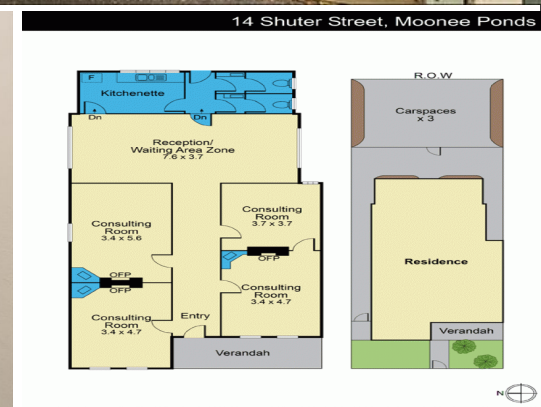 14 Shuter Street, Moonee Ponds
F
Kitchenette
Dn
Dn
Reception/
Waiting Area Zone
7.6 x 3.7
Consulting
Room
3.4 x 5.6
Consulting
Room
3.7 x 3.7
OFP
OFP
OFP
Consulting
Room
3.4 x 4.7
Consulting
Room
3.4 x 4.7
Entry
Verandah
R.O.W
Carspaces
x 3
Residence
Verandah
N